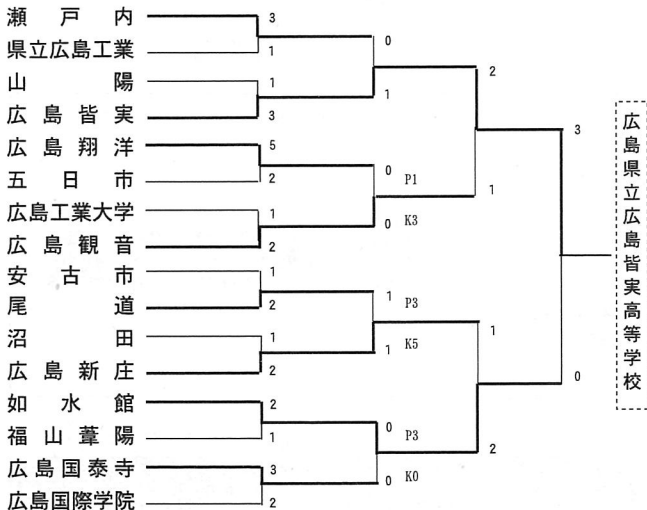 瀬戸内 3
県立広島工業 1
山陽 1
広島皆実 3
0
1
広島翔洋 5
五日市 2
広島工業大学 1
広島観音 2
0 P1
0 K3
2
1
安古市 1
尾道 2
沼田 1
広島新庄 2
1 P3
1 K5
如水館 2
福山葦陽 1
広島国泰寺 3
広島国際学院 2
0 P3
0 K0
1
2
3
0
広島県立広島皆実高等学校